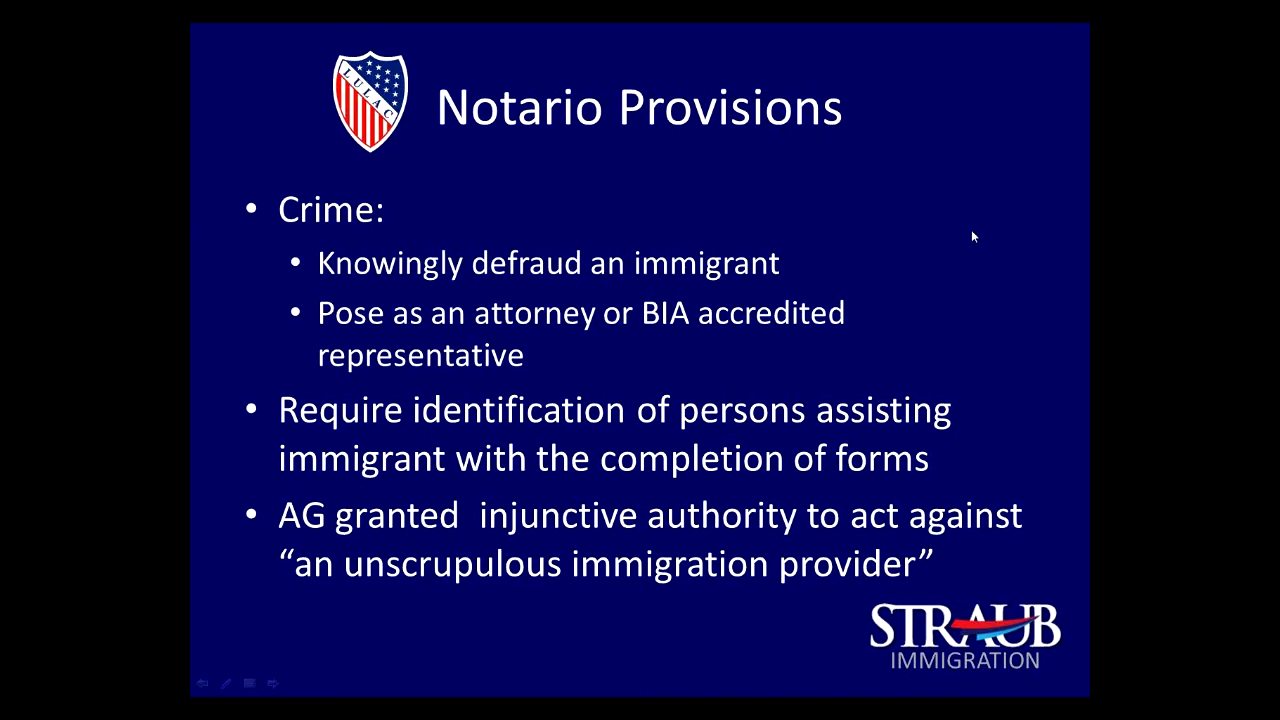 LULAC
Notario Provisions
• Crime:
• Knowingly defraud an immigrant
• Pose as an attorney or BIA accredited
representative
• Require identification of persons assisting
immigrant with the completion of forms
• AG granted  injunctive authority to act against
“an unscrupulous immigration provider”
STRAUB
IMMIGRATION